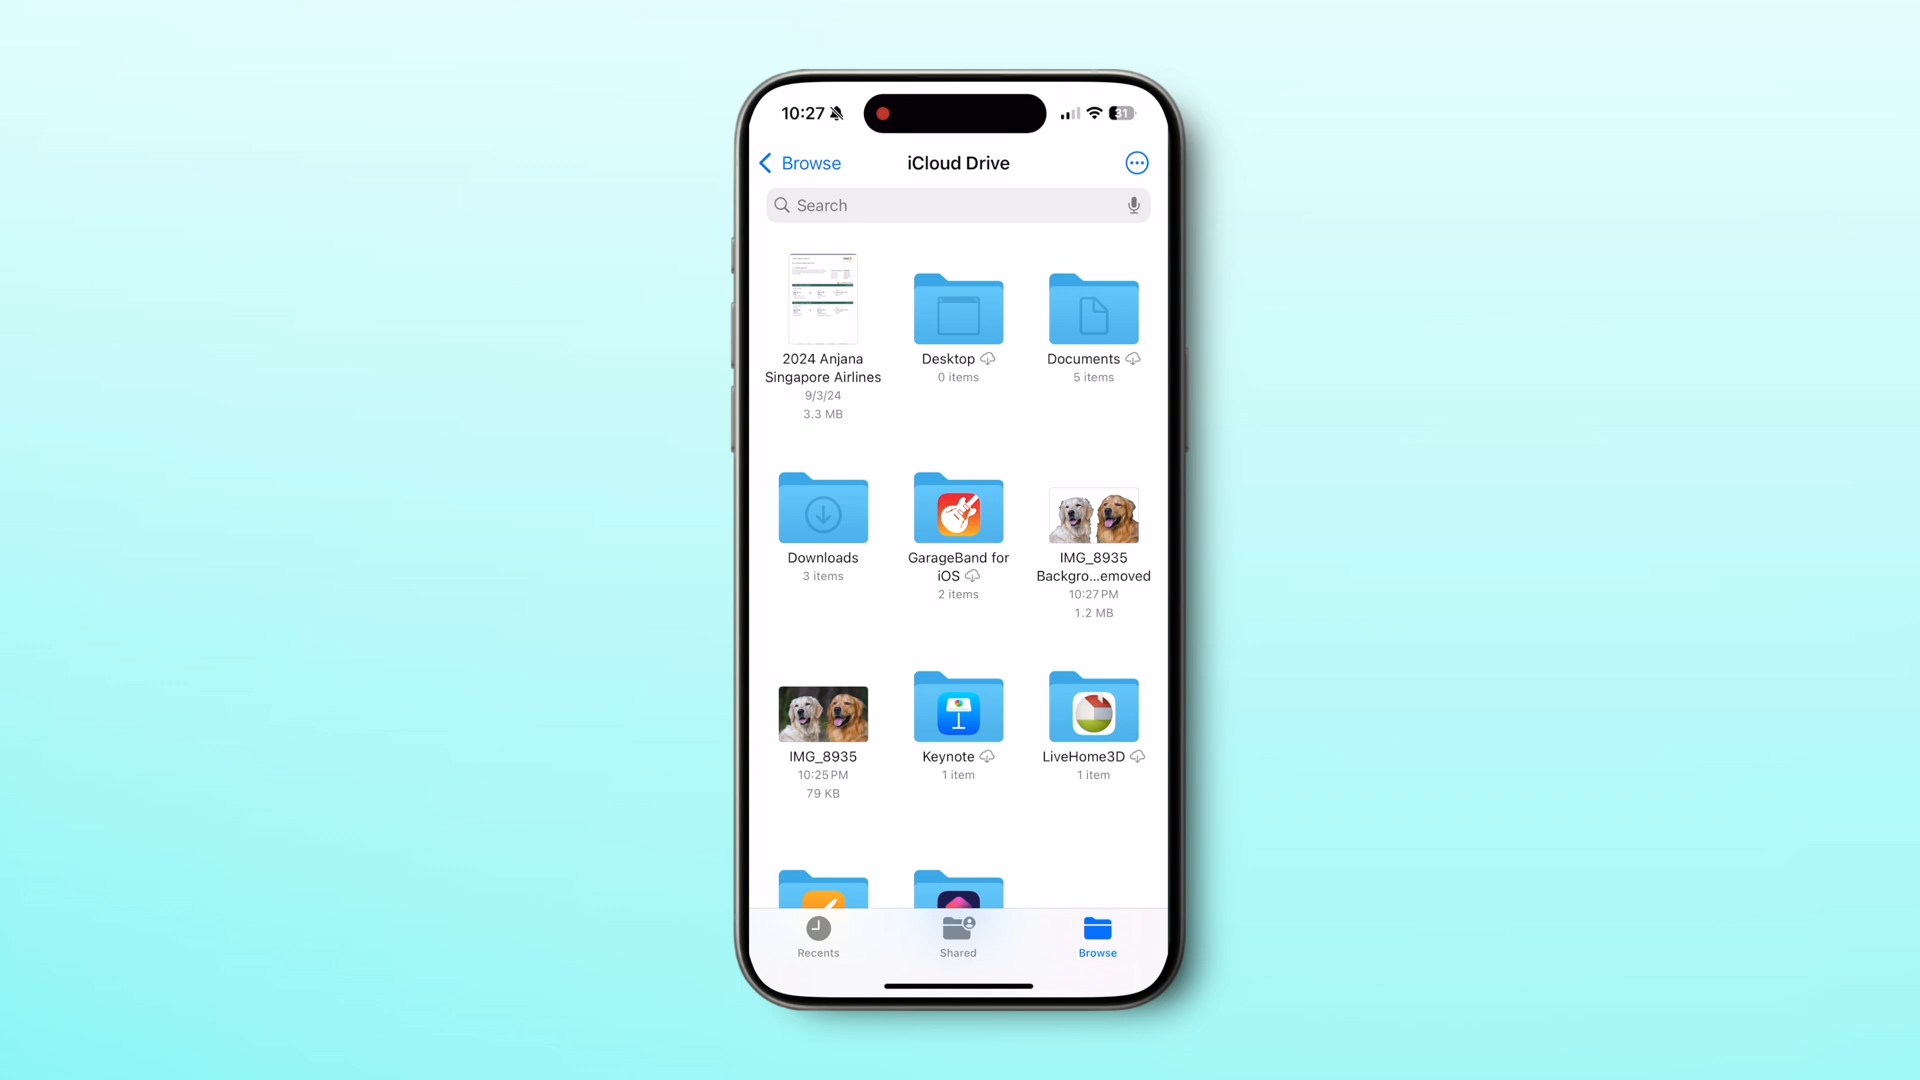 10:27
31
Browse
iCloud Drive
Search
2024 Anjana
Singapore Airlines
9/3/24
3.3 MB
Desktop
0 items
Documents
5 items
Downloads
3 items
GarageBand for
iOS
2 items
IMG_8935
Backgro...emoved
10:27 PM
1.2 MB
IMG_8935
10:25 PM
79 KB
Keynote
1 item
LiveHome3D
1 item
Recents
Shared
Browse